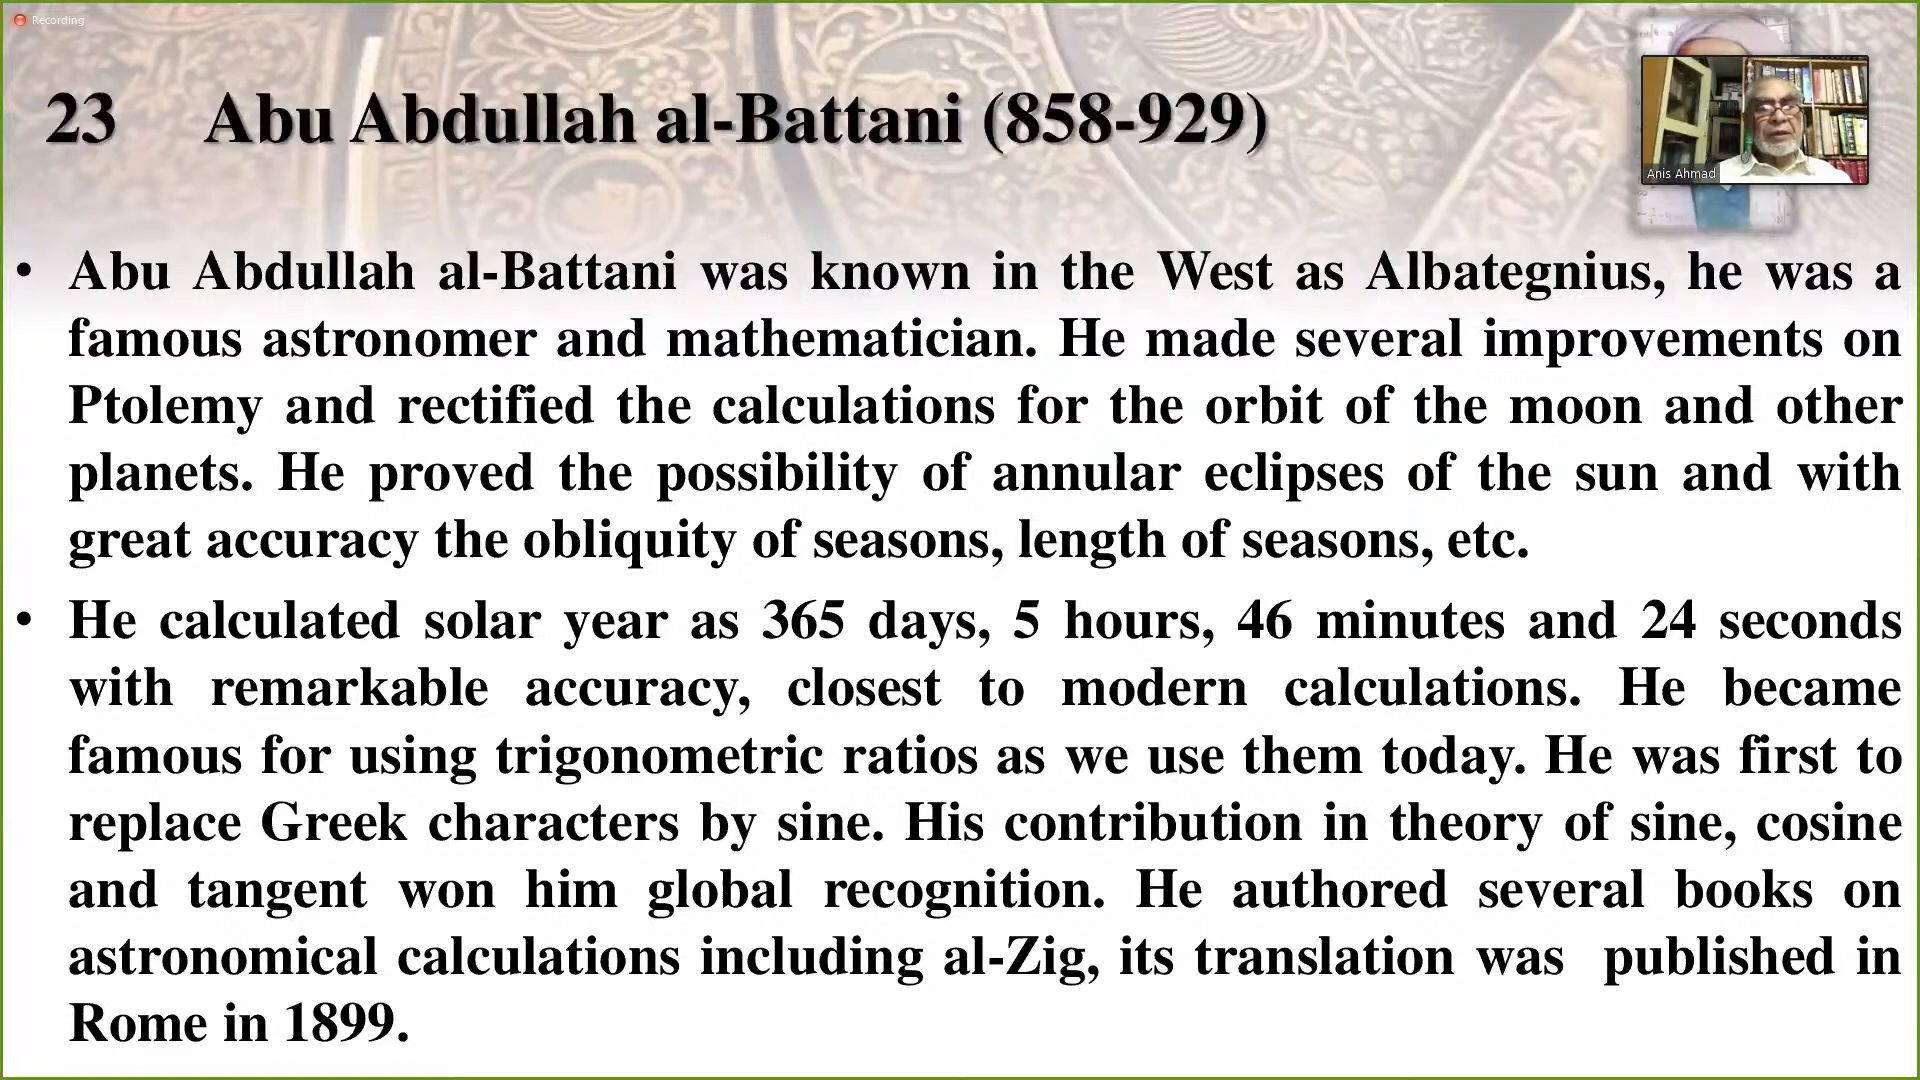 Recording
23 Abu Abdullah al-Battani (858-929)
Anis Ahmad
• Abu Abdullah al-Battani was known in the West as Albategnius, he was a
famous astronomer and mathematician. He made several improvements on
Ptolemy and rectified the calculations for the orbit of the moon and other
planets. He proved the possibility of annular eclipses of the sun and with
great accuracy the obliquity of seasons, length of seasons, etc.
• He calculated solar year as 365 days, 5 hours, 46 minutes and 24 seconds
with remarkable accuracy, closest to modern calculations. He became
famous for using trigonometric ratios as we use them today. He was first to
replace Greek characters by sine. His contribution in theory of sine, cosine
and tangent won him global recognition. He authored several books on
astronomical calculations including al-Zig, its translation was published in
Rome in 1899.